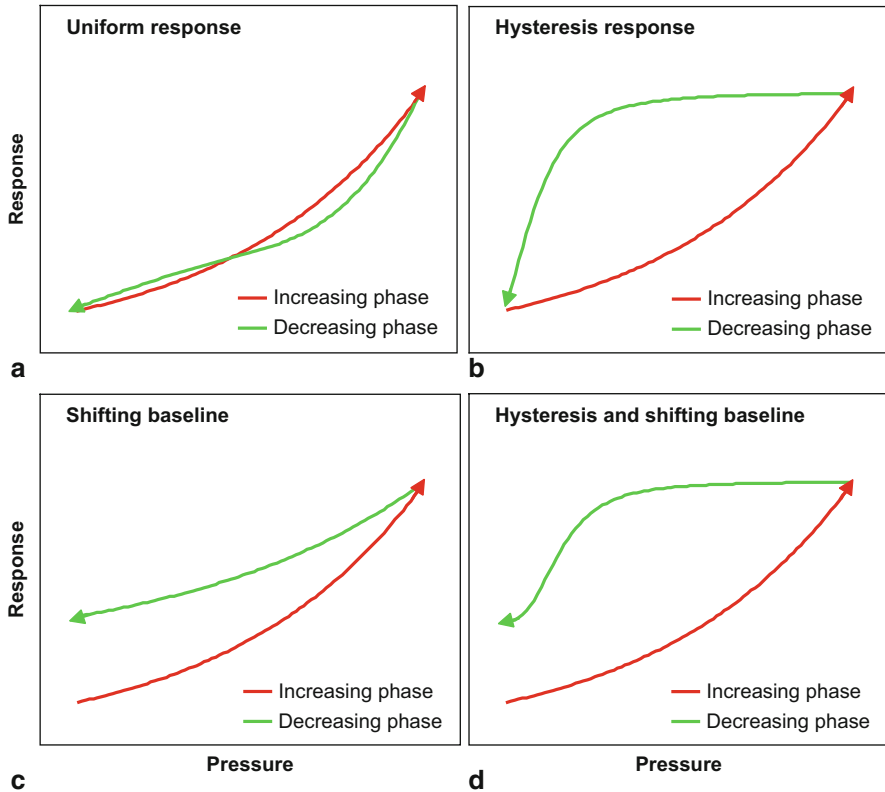 Uniform response
Response
Increasing phase
Decreasing phase
a
Hysteresis response
Increasing phase
Decreasing phase
b
Shifting baseline
Response
Increasing phase
Decreasing phase
Pressure
c
Hysteresis and shifting baseline
Increasing phase
Decreasing phase
Pressure
d